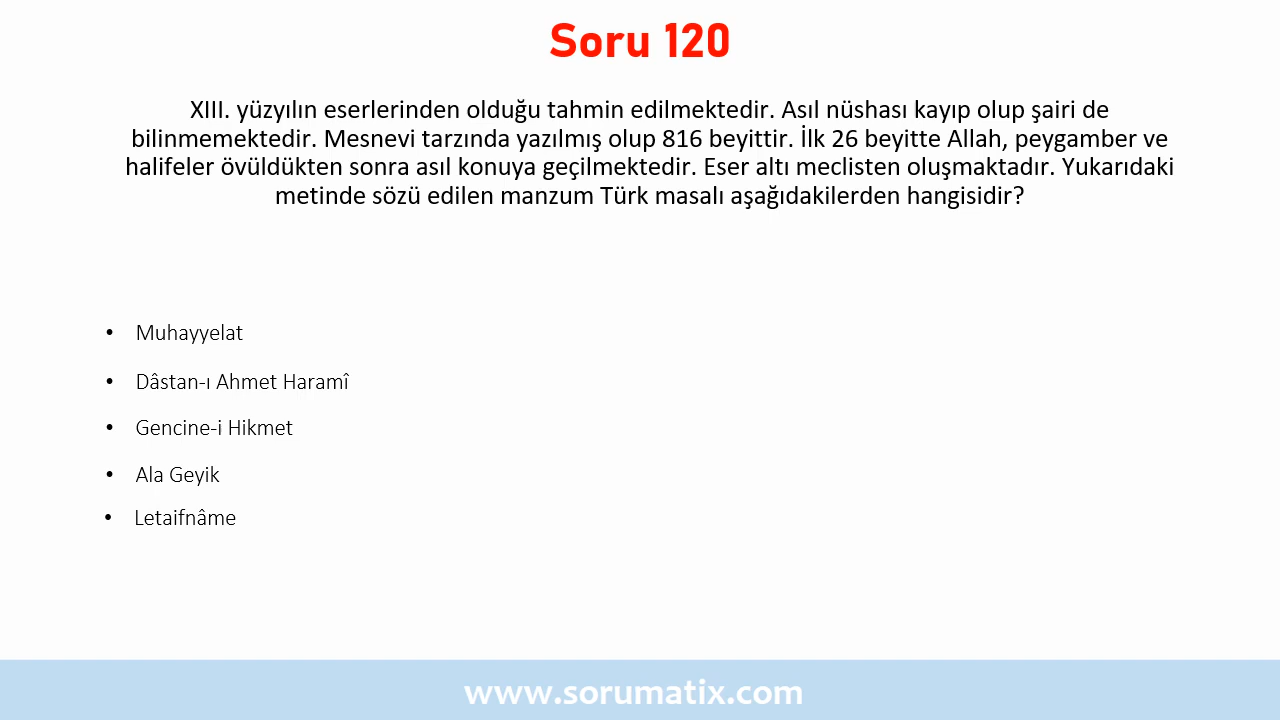 Soru 120
XIII. yüzyılın eserlerinden olduğu tahmin edilmektedir. Asıl nüshası kayıp olup şairi de
bilinmemektedir. Mesnevi tarzında yazılmış olup 816 beyittir. İlk 26 beyitte Allah, peygamber ve
halifeler övüldükten sonra asıl konuya geçilmektedir. Eser altı meclisten oluşmaktadır. Yukarıdaki
metinde sözü edilen manzum Türk masalı aşağıdakilerden hangisidir?
• Muhayyelat
• Dâstan-ı Ahmet Haramî
• Gencine-i Hikmet
• Ala Geyik
• Letaifnâme
www.sorumatix.com